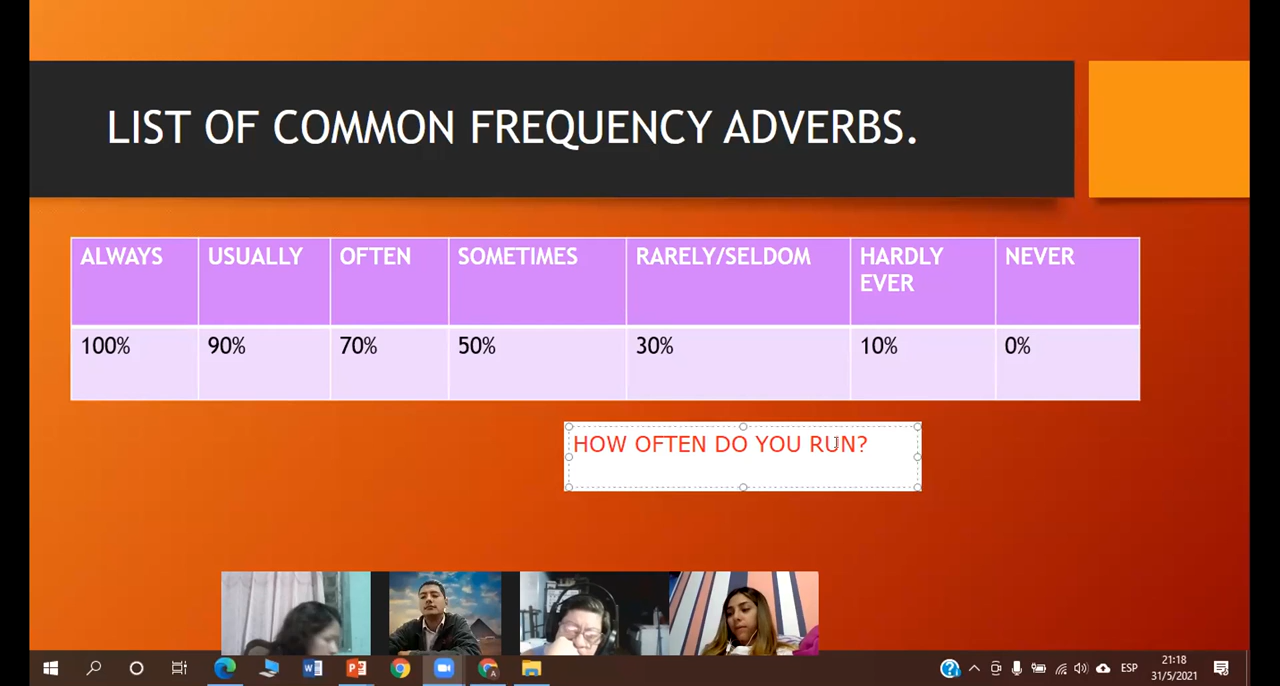 LIST OF COMMON FREQUENCY ADVERBS.
ALWAYS USUALLY OFTEN SOMETIMES RARELY/SELDOM HARDLY EVER NEVER
100% 90% 70% 50% 30% 10% 0%
HOW OFTEN DO YOU RUN?
ESP
21:18
31/5/2021